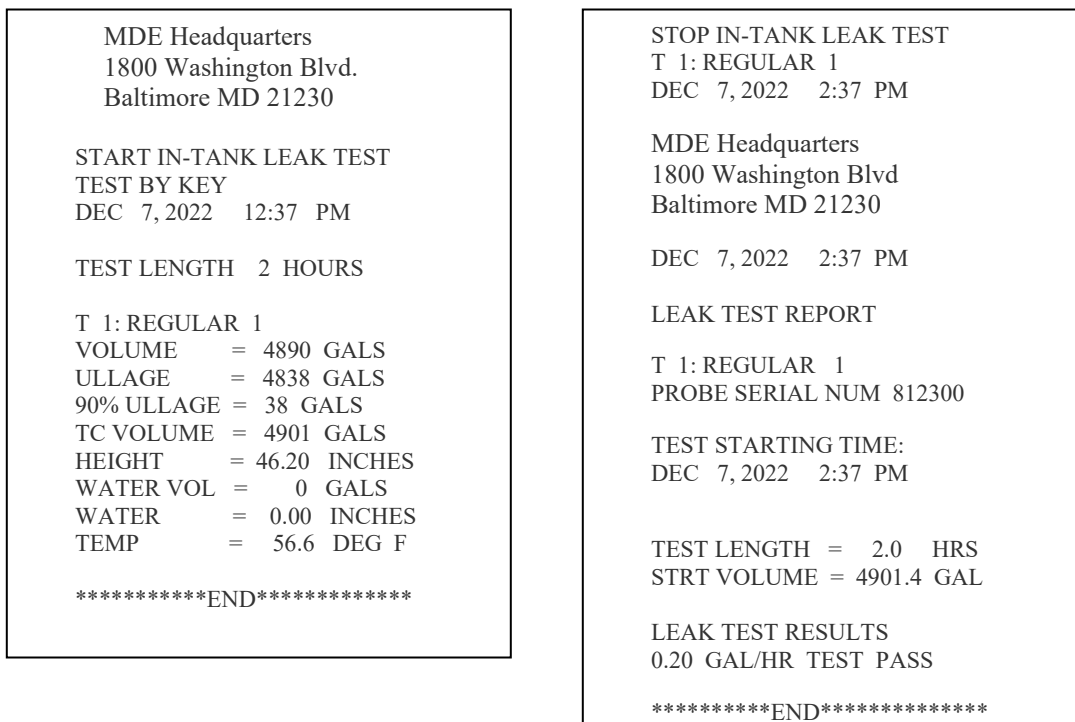 MDE Headquarters
1800 Washington Blvd.
Baltimore MD 21230
START IN-TANK LEAK TEST
TEST BY KEY
DEC 7, 2022 12:37 PM
TEST LENGTH 2 HOURS
T 1: REGULAR 1
VOLUME = 4890 GALS
ULLAGE = 4838 GALS
90% ULLAGE = 38 GALS
TC VOLUME = 4901 GALS
HEIGHT = 46.20 INCHES
WATER VOL = 0 GALS
WATER = 0.00 INCHES
TEMP = 56.6 DEG F
***********END*************
STOP IN-TANK LEAK TEST
T 1: REGULAR 1
DEC 7, 2022 2:37 PM
MDE Headquarters
1800 Washington Blvd
Baltimore MD 21230
DEC 7, 2022 2:37 PM
LEAK TEST REPORT
T 1: REGULAR 1
PROBE SERIAL NUM 812300
TEST STARTING TIME:
DEC 7, 2022 2:37 PM
TEST LENGTH = 2.0 HRS
STRT VOLUME = 4901.4 GAL
LEAK TEST RESULTS
0.20 GAL/HR TEST PASS
**********END**************